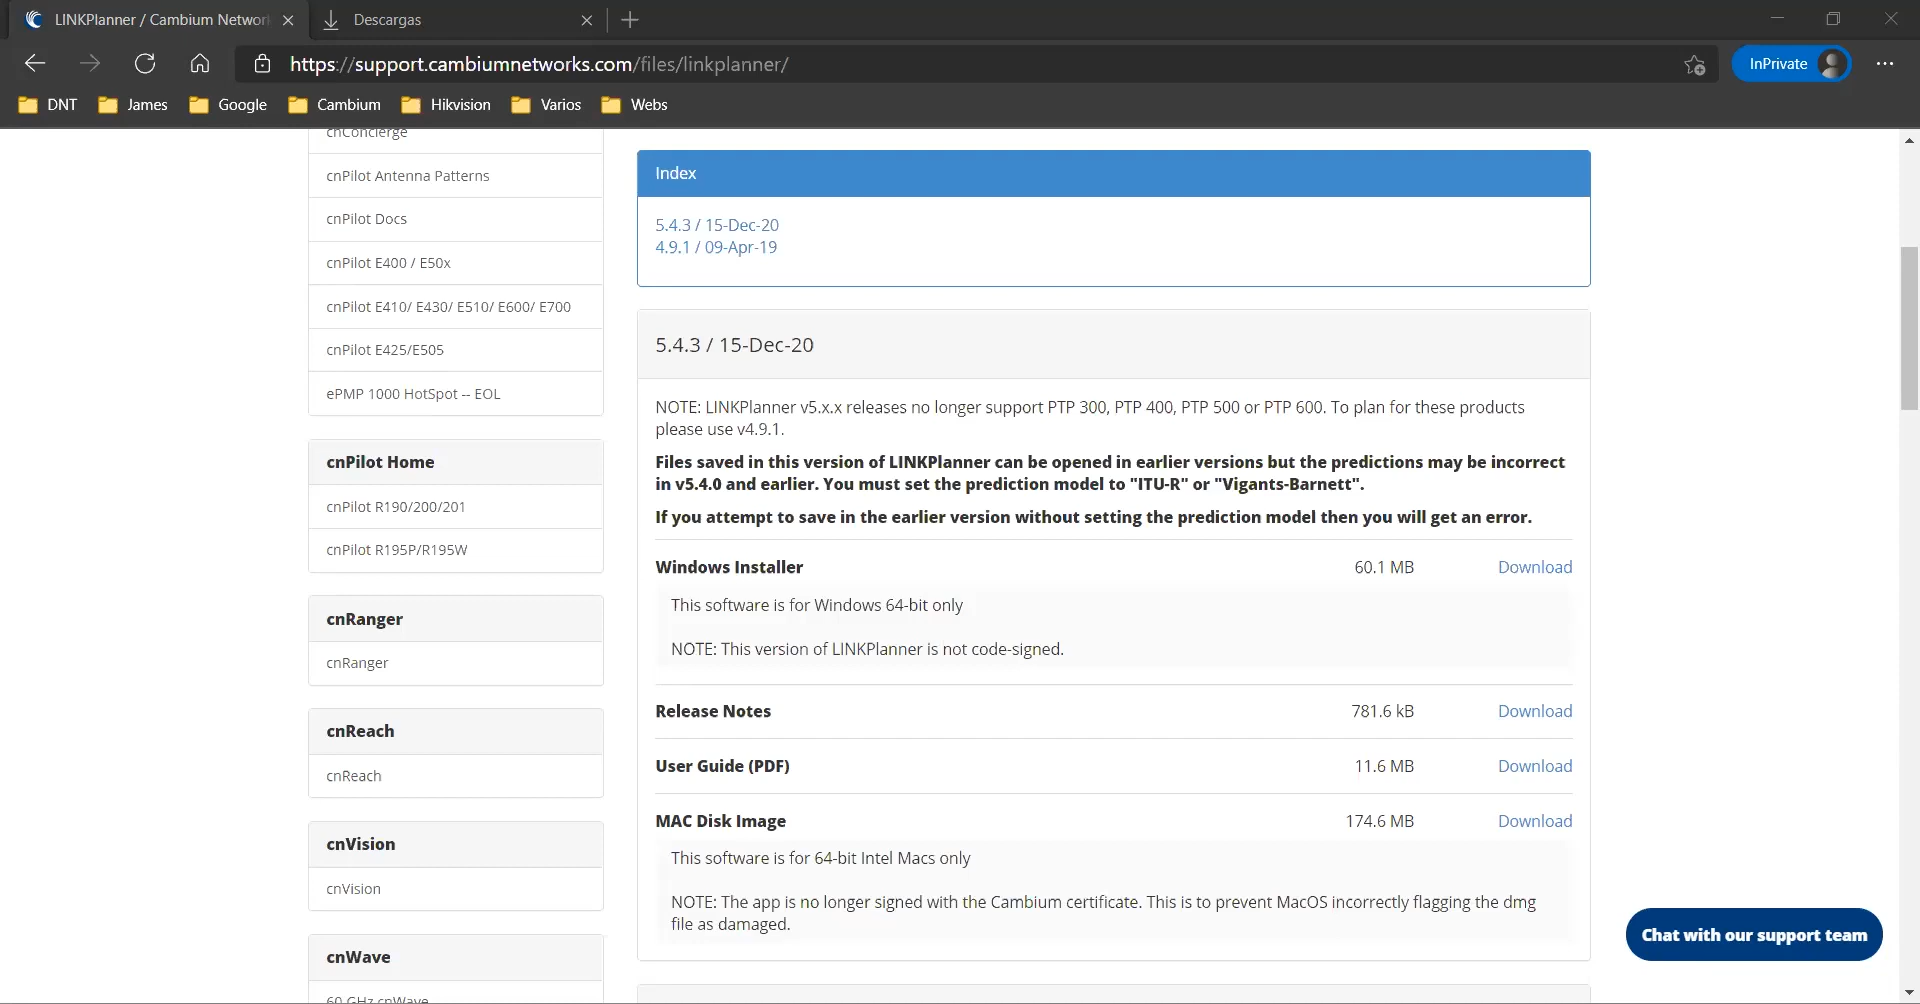 LINKPlanner / Cambium Networ
Descargas
https://support.cambiumnetworks.com/files/linkplanner/
InPrivate
DNT
James
Google
Cambium
Hikvision
Varios
Webs
cnConcierge
cnPilot Antenna Patterns
cnPilot Docs
cnPilot E400 / E50x
cnPilot E410/ E430/ E510/ E600/ E700
cnPilot E425/E505
ePMP 1000 HotSpot -- EOL
cnPilot Home
cnPilot R190/200/201
cnPilot R195P/R195W
cnRanger
cnRanger
cnReach
cnReach
cnVision
cnVision
cnWave
60 GHz cnWave
Index
5.4.3 / 15-Dec-20
4.9.1 / 09-Apr-19
5.4.3 / 15-Dec-20
NOTE: LINKPlanner v5.x.x releases no longer support PTP 300, PTP 400, PTP 500 or PTP 600. To plan for these products
please use v4.9.1.
Files saved in this version of LINKPlanner can be opened in earlier versions but the predictions may be incorrect
in v5.4.0 and earlier. You must set the prediction model to "ITU-R" or "Vigants-Barnett".
If you attempt to save in the earlier version without setting the prediction model then you will get an error.
Windows Installer 60.1 MB Download
This software is for Windows 64-bit only
NOTE: This version of LINKPlanner is not code-signed.
Release Notes 781.6 kB Download
User Guide (PDF) 11.6 MB Download
MAC Disk Image 174.6 MB Download
This software is for 64-bit Intel Macs only
NOTE: The app is no longer signed with the Cambium certificate. This is to prevent MacOS incorrectly flagging the dmg
file as damaged.
Chat with our support team